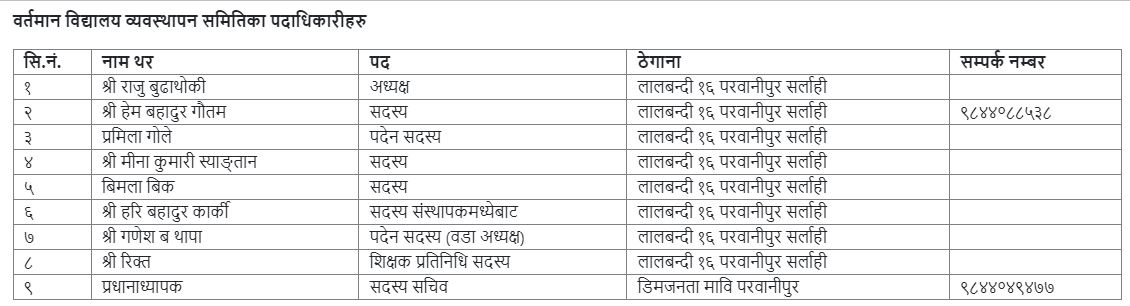 वर्तमान विद्यालय व्यवस्थापन समितिका पदाधिकारीहरु
सि.नं. नाम थर पद ठेगाना सम्पर्क नम्बर
१ श्री राजु बुढाथोकी अध्यक्ष लालबन्दी १६ परवानीपुर सर्लाही
२ श्री हेम बहादुर गौतम सदस्य लालबन्दी १६ परवानीपुर सर्लाही ९८४४०८८५३८
३ प्रमिला गोले पदेन सदस्य लालबन्दी १६ परवानीपुर सर्लाही
४ श्री मीना कुमारी स्याङ्तान सदस्य लालबन्दी १६ परवानीपुर सर्लाही
५ बिमला बिक सदस्य लालबन्दी १६ परवानीपुर सर्लाही
६ श्री हरि बहादुर कार्की सदस्य संस्थापकमध्येबाट लालबन्दी १६ परवानीपुर सर्लाही
७ श्री गणेश ब थापा पदेन सदस्य (वडा अध्यक्ष) लालबन्दी १६ परवानीपुर सर्लाही
८ श्री रिक्त शिक्षक प्रतिनिधि सदस्य लालबन्दी १६ परवानीपुर सर्लाही
९ प्रधानाध्यापक सदस्य सचिव डिमजनता मावि परवानीपुर ९८४४०४९४७७